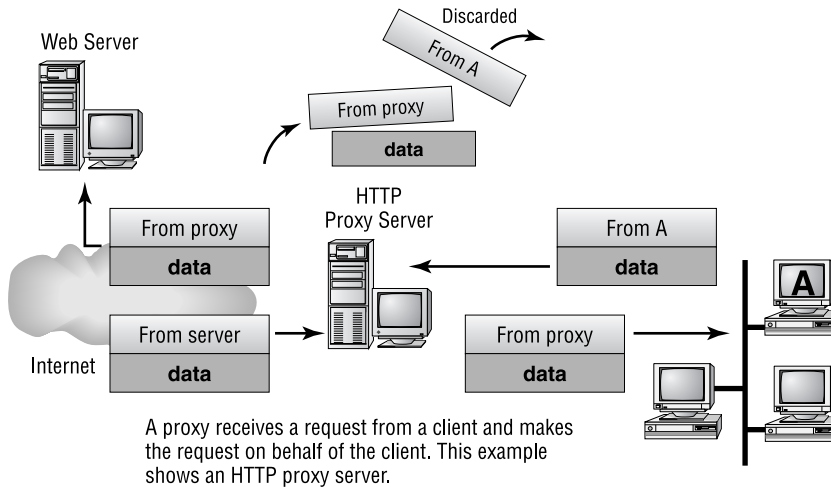 Discarded
Web Server
From A
From proxy
data
HTTP
Proxy Server
From proxy
data
From A
data
A
From server
data
From proxy
data
Internet
A proxy receives a request from a client and makes
the request on behalf of the client. This example
shows an HTTP proxy server.